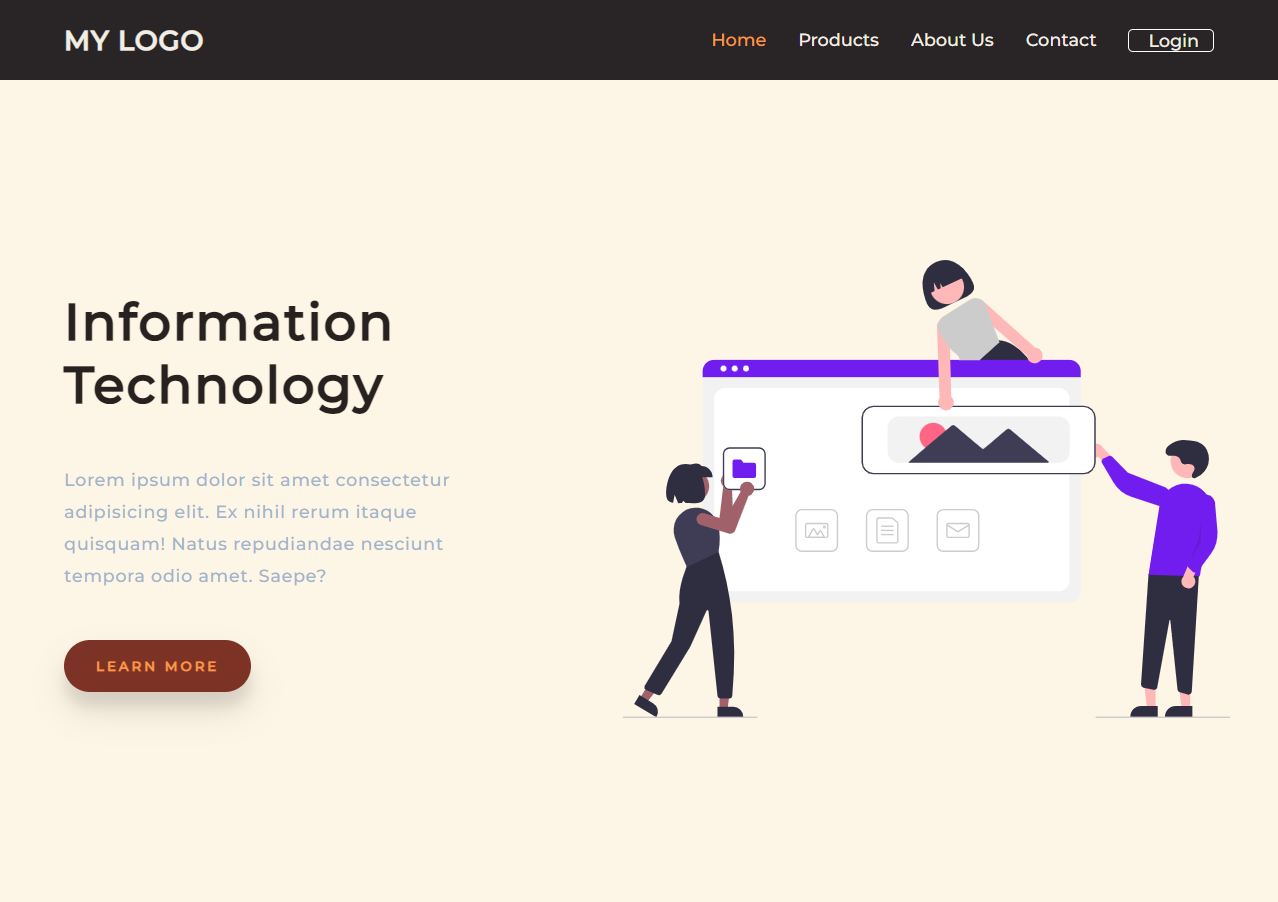 MY LOGO
Home Products About Us Contact Login
Information
Technology
Lorem ipsum dolor sit amet consectetur
adipisicing elit. Ex nihil rerum itaque
quisquam! Natus repudiandae nesciunt
tempora odio amet. Saepe?
LEARN MORE